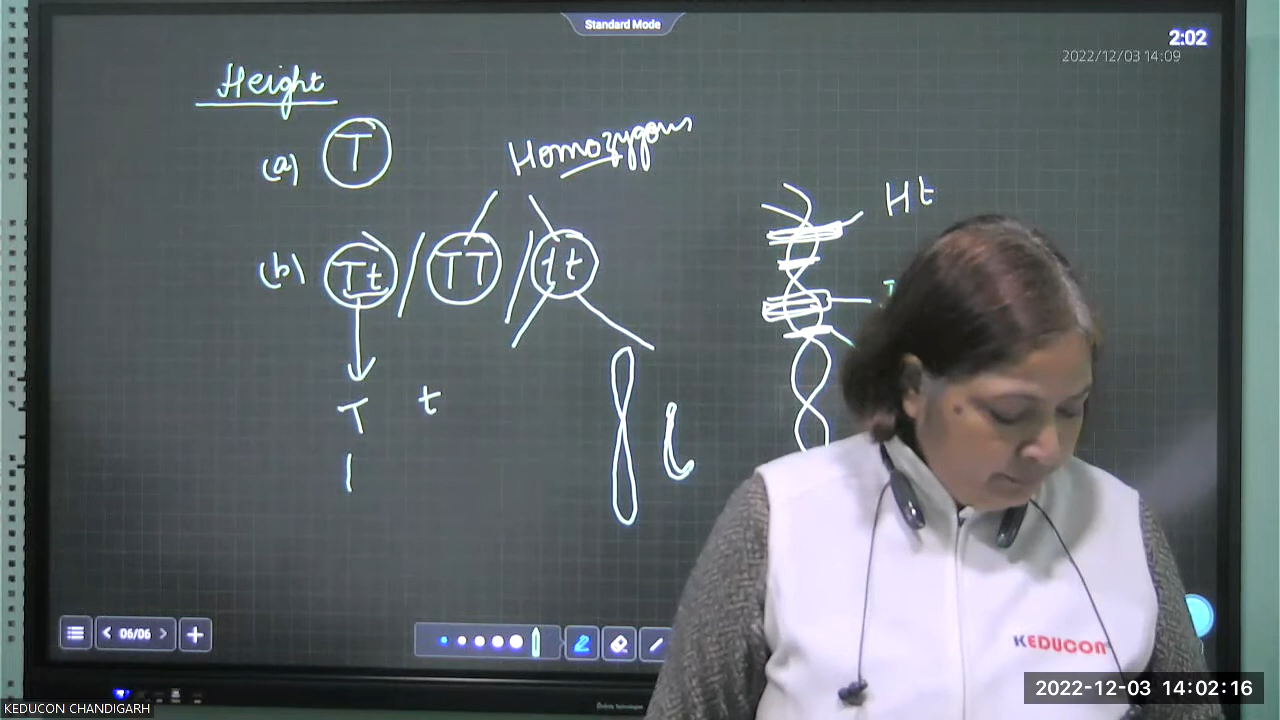 Standard Mode
2:02
2022/12/03 14:09
Height
(a) T
Homozygous
Ht
(b) Tt / TT / tt
T t
06/06
KEDUCON
KEDUCON CHANDIGARH
2022-12-03 14:02:16